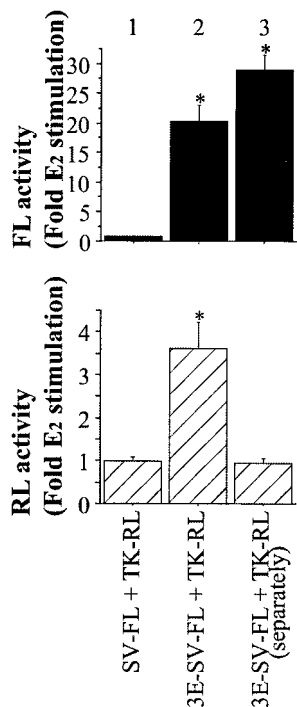 1 2 3
FL activity
(Fold E2 stimulation)
30
25
20
15
10
5
0
*
*
RL activity
(Fold E2 stimulation)
4
3
2
1
0
*
SV-FL + TK-RL
3E-SV-FL + TK-RL
3E-SV-FL + TK-RL
(separately)